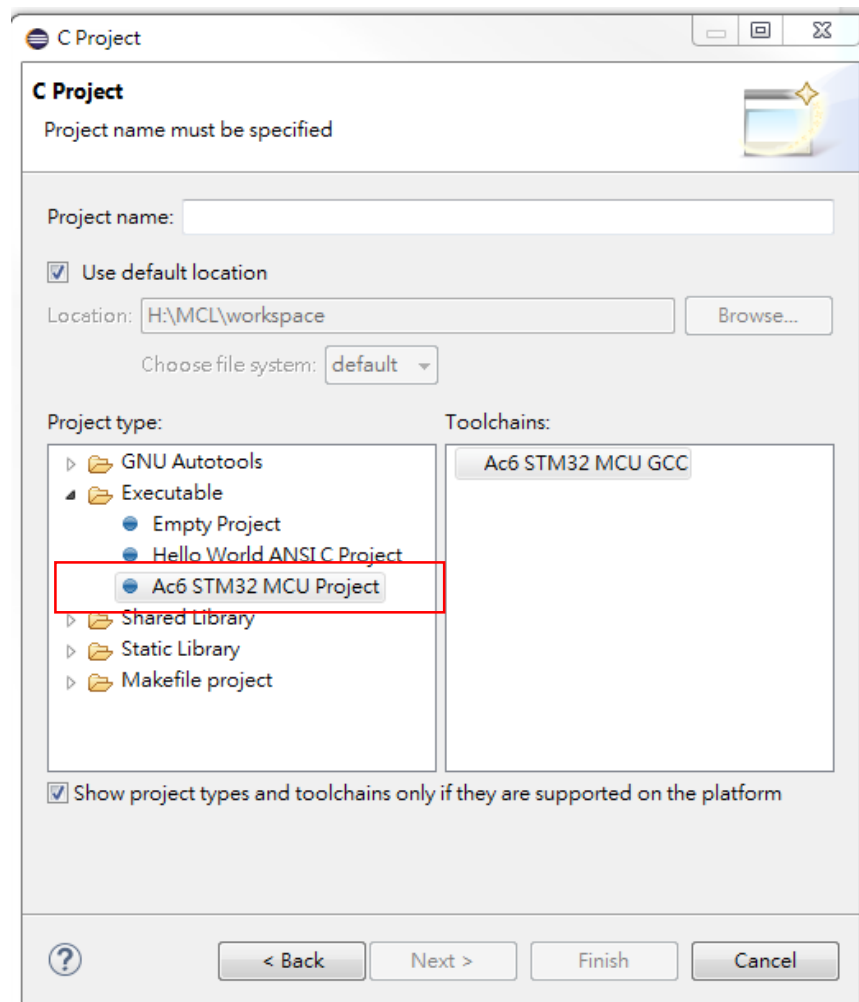 C Project
C Project
Project name must be specified
Project name:
Use default location
Location: H:\MCL\workspace Browse...
Choose file system: default
Project type: Toolchains:
GNU Autotools Ac6 STM32 MCU GCC
Executable
Empty Project
Hello World ANSI C Project
Ac6 STM32 MCU Project
Shared Library
Static Library
Makefile project
Show project types and toolchains only if they are supported on the platform
? < Back Next > Finish Cancel